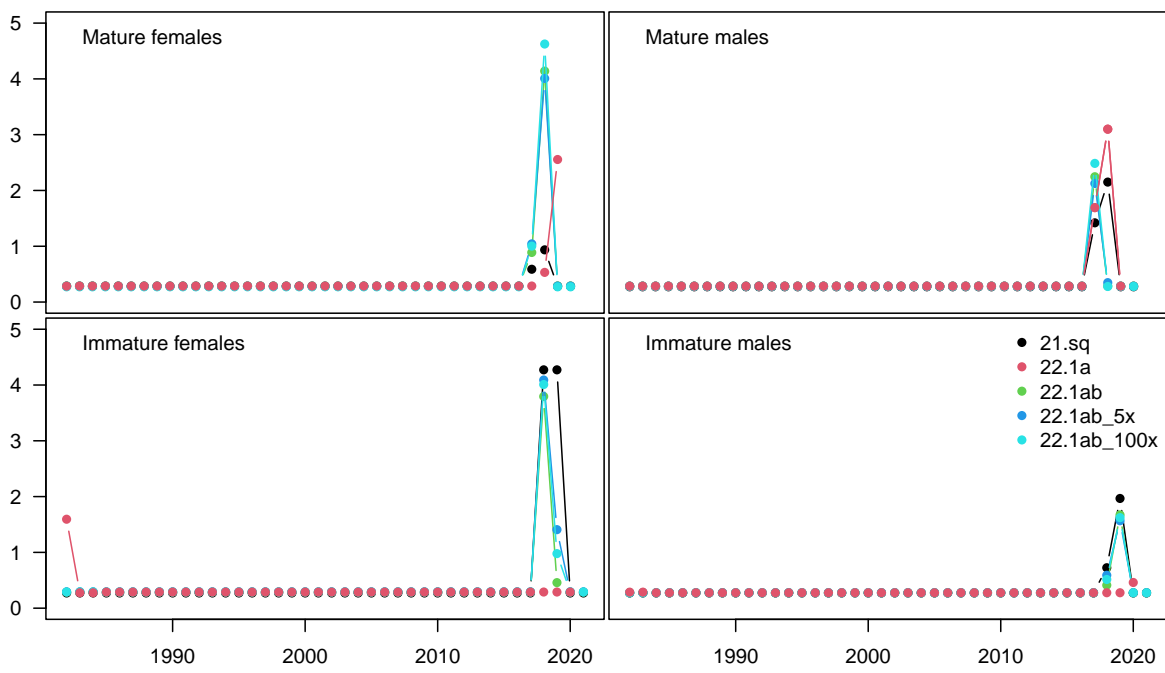 Mature females
Mature males
5
4
3
2
1
0
Immature females
Immature males
5
4
3
2
1
0
21.sq
22.1a
22.1ab
22.1ab_5x
22.1ab_100x
1990
2000
2010
2020
1990
2000
2010
2020